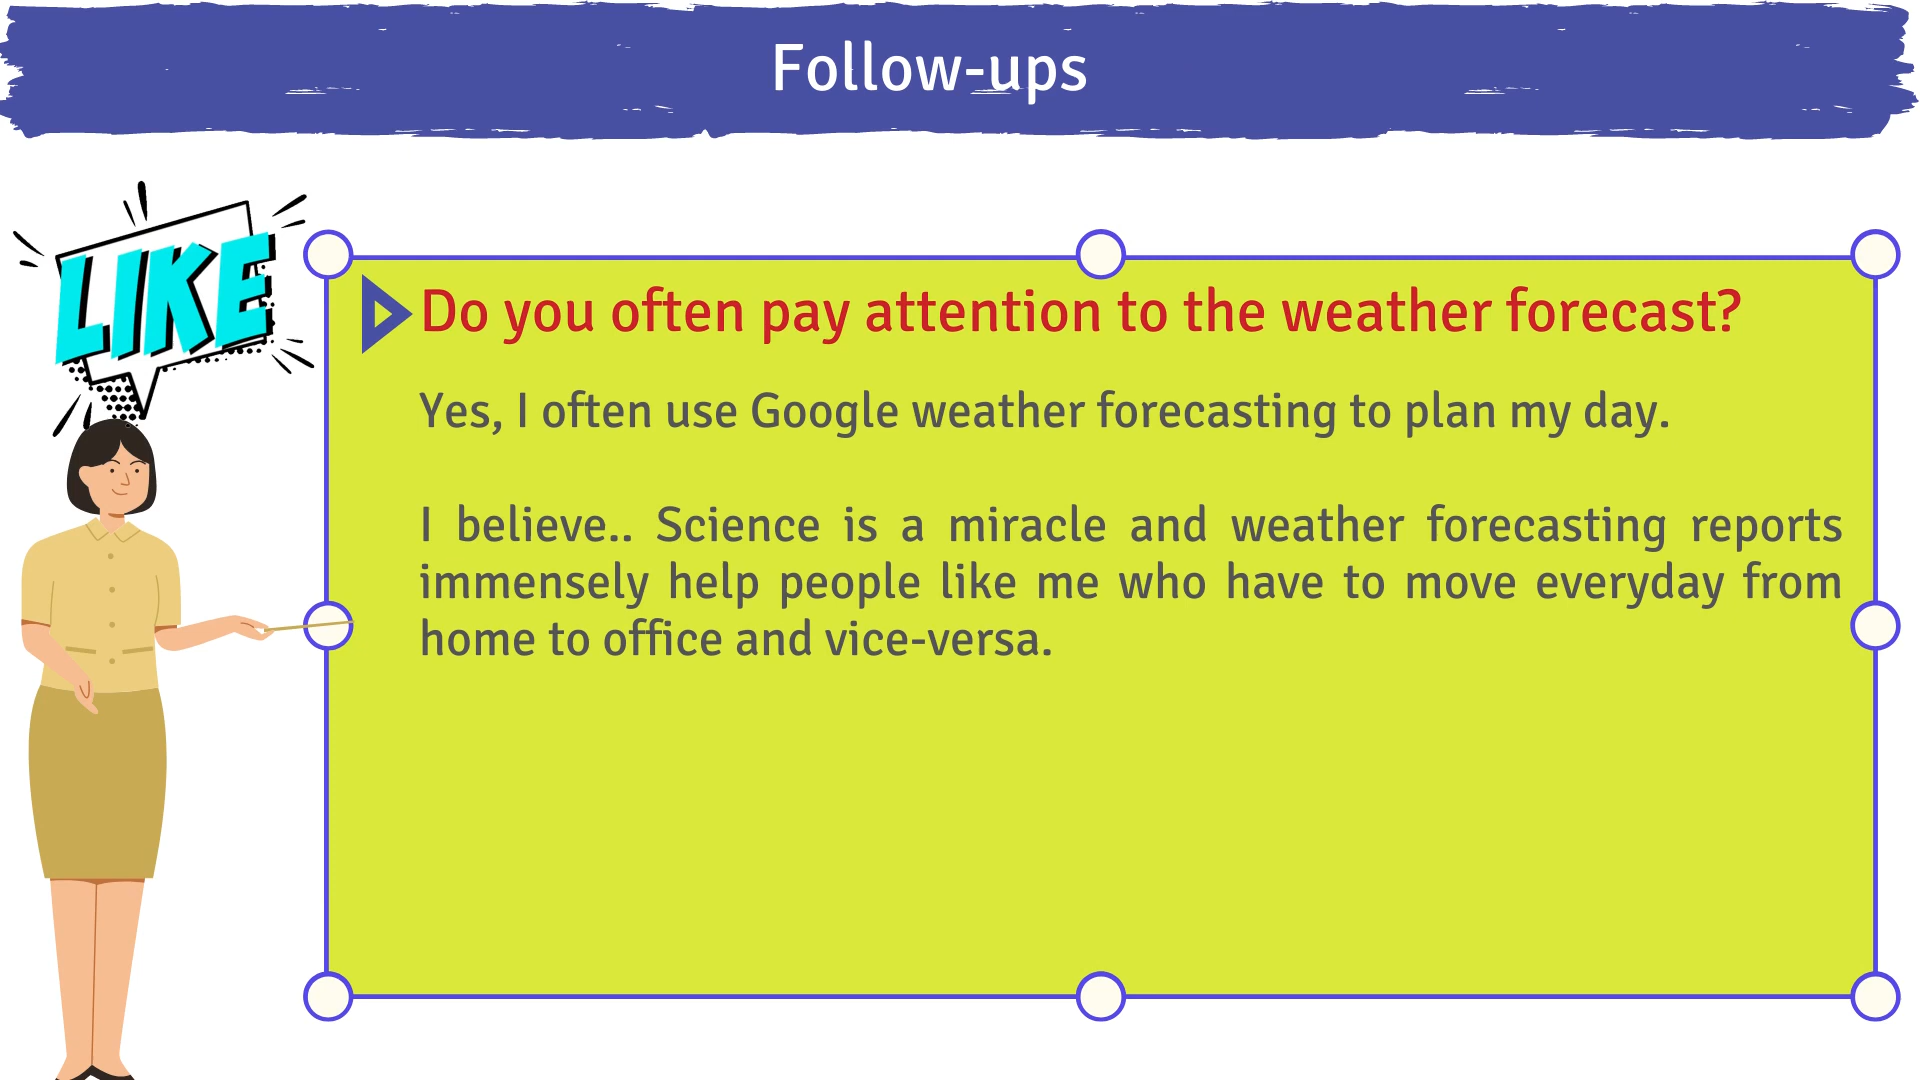 Follow-ups
LIKE
Do you often pay attention to the weather forecast?
Yes, I often use Google weather forecasting to plan my day.
I believe.. Science is a miracle and weather forecasting reports
immensely help people like me who have to move everyday from
home to office and vice-versa.